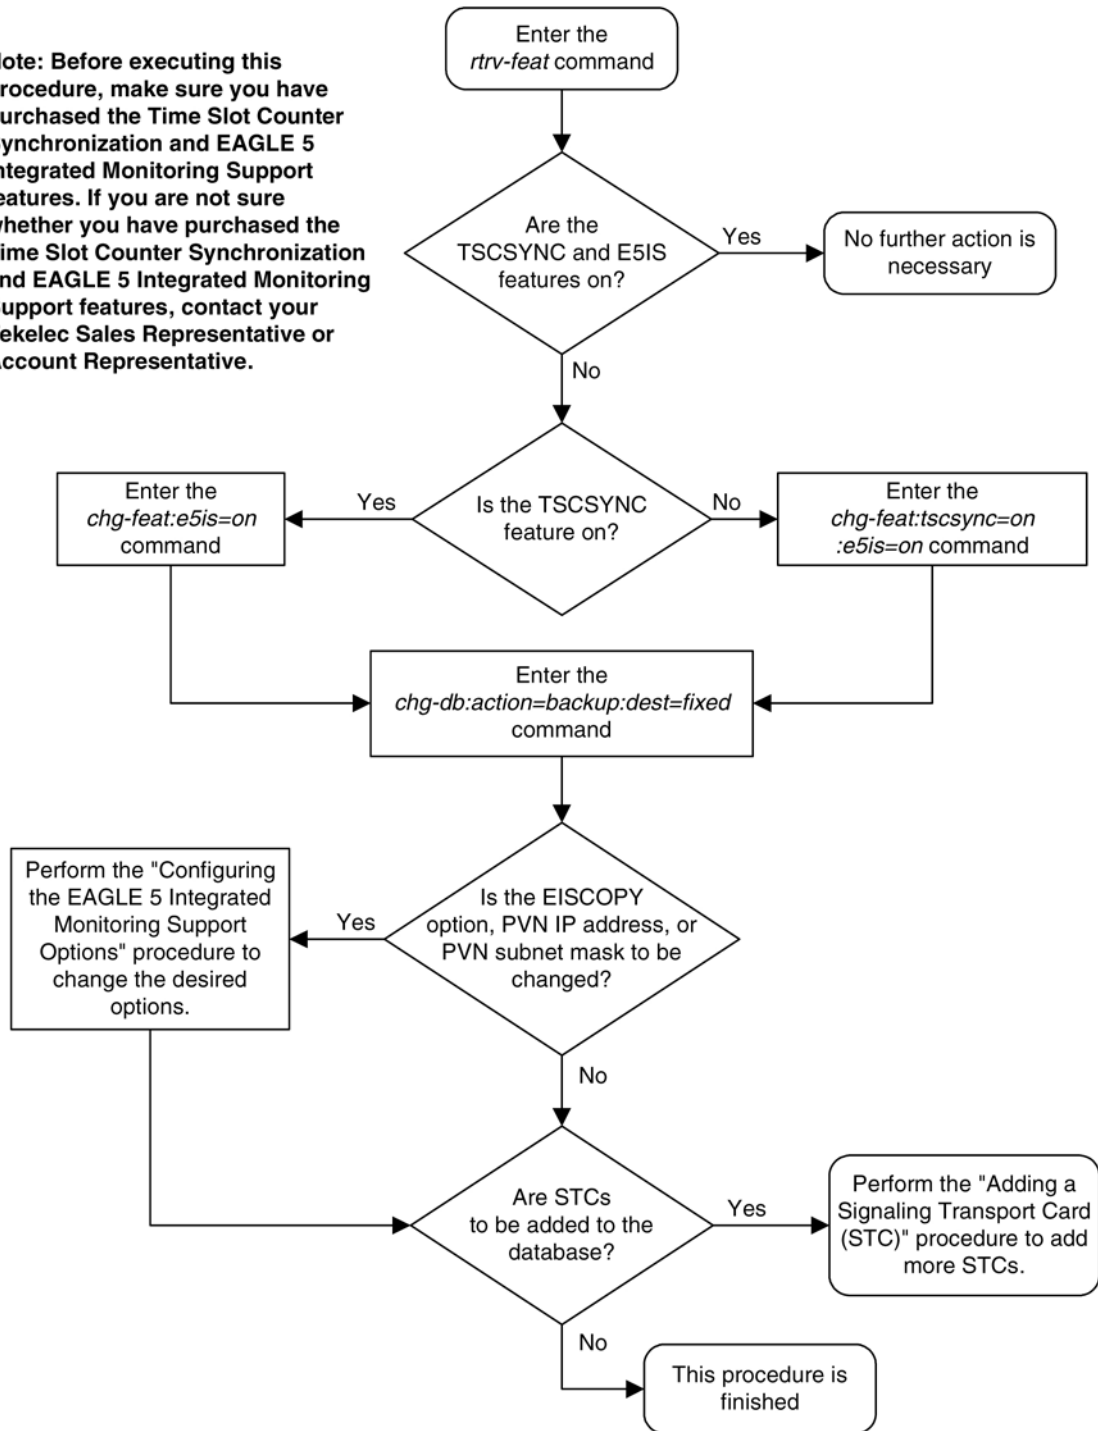 Enter the
rtrv-feat command
ote: Before executing this
rocedure, make sure you have
urchased the Time Slot Counter
ynchronization and EAGLE 5
ntegrated Monitoring Support
eatures. If you are not sure
hether you have purchased the
ime Slot Counter Synchronization
nd EAGLE 5 Integrated Monitoring
upport features, contact your
ekelec Sales Representative or
ccount Representative.
Are the
TSCSYNC and E5IS
features on?
Yes
No further action is
necessary
No
Is the TSCSYNC
feature on?
Yes
Enter the
chg-feat:e5is=on
command
No
Enter the
chg-feat:tscsync=on
:e5is=on command
Enter the
chg-db:action=backup:dest=fixed
command
Is the EISCOPY
option, PVN IP address, or
PVN subnet mask to be
changed?
Yes
Perform the "Configuring
the EAGLE 5 Integrated
Monitoring Support
Options" procedure to
change the desired
options.
No
Are STCs
to be added to the
database?
Yes
Perform the "Adding a
Signaling Transport Card
(STC)" procedure to add
more STCs.
No
This procedure is
finished